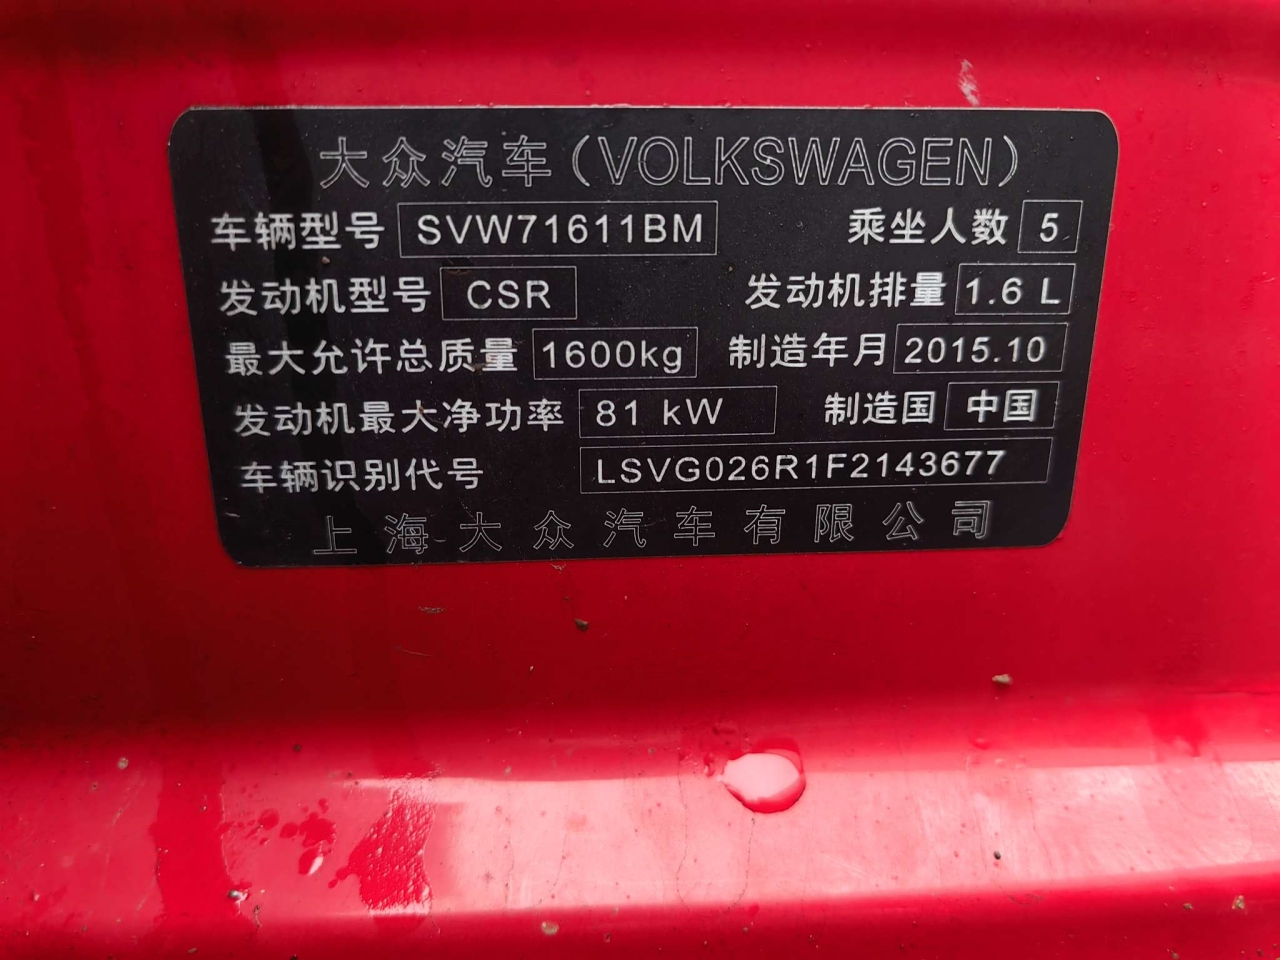 大众汽车(VOLKSWAGEN)
车辆型号 SVW71611BM 乘坐人数 5
发动机型号 CSR 发动机排量 1.6 L
最大允许总质量 1600kg 制造年月 2015.10
发动机最大净功率 81 kW 制造国 中国
车辆识别代号 LSVG026R1F2143677
上海大众汽车有限公司